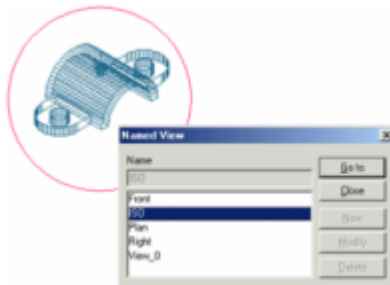 Named View
Name
ISO
Front
ISO
Plan
Right
View_0
Go to
Close
New
Modify
Delete